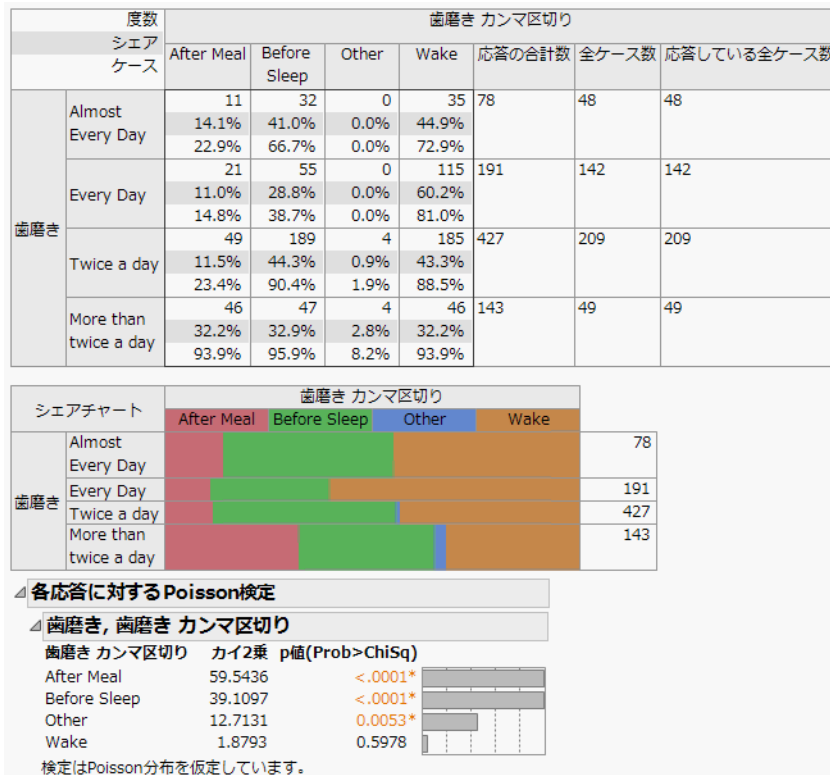 度数
シェア
ケース
歯磨き カンマ区切り
After Meal Before Sleep Other Wake 応答の合計数 全ケース数 応答している全ケース数
歯磨き
Almost Every Day
11 32 0 35 78 48 48
14.1% 41.0% 0.0% 44.9%
22.9% 66.7% 0.0% 72.9%
Every Day
21 55 0 115 191 142 142
11.0% 28.8% 0.0% 60.2%
14.8% 38.7% 0.0% 81.0%
Twice a day
49 189 4 185 427 209 209
11.5% 44.3% 0.9% 43.3%
23.4% 90.4% 1.9% 88.5%
More than twice a day
46 47 4 46 143 49 49
32.2% 32.9% 2.8% 32.2%
93.9% 95.9% 8.2% 93.9%
シェアチャート
歯磨き カンマ区切り
After Meal Before Sleep Other Wake
歯磨き
Almost Every Day 78
Every Day 191
Twice a day 427
More than twice a day 143
各応答に対するPoisson検定
歯磨き, 歯磨き カンマ区切り
歯磨き カンマ区切り カイ2乗 p値(Prob>ChiSq)
After Meal 59.5436 <.0001*
Before Sleep 39.1097 <.0001*
Other 12.7131 0.0053*
Wake 1.8793 0.5978
検定はPoisson分布を仮定しています。